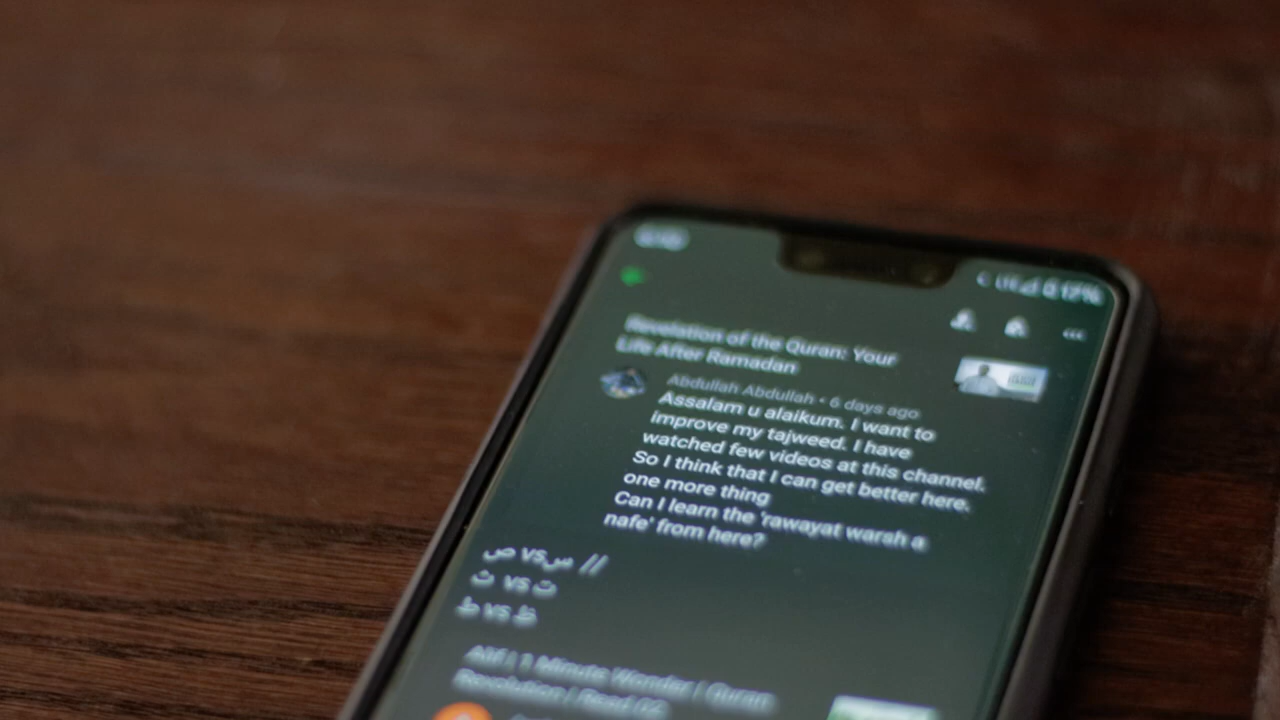 Revelation of the Quran: Your
Life After Ramadan
Abdullah Abdullah • 6 days ago
Assalam u alaikum. I want to
improve my tajweed. I have
watched few videos at this channel.
So I think that I can get better here.
one more thing
Can I learn the 'rawayat warsh a
nafe' from here?
ص vs س //
ث vs ت
ط vs ظ
Alif | 1 Minute Wonder | Quran
Revolution | Read 02